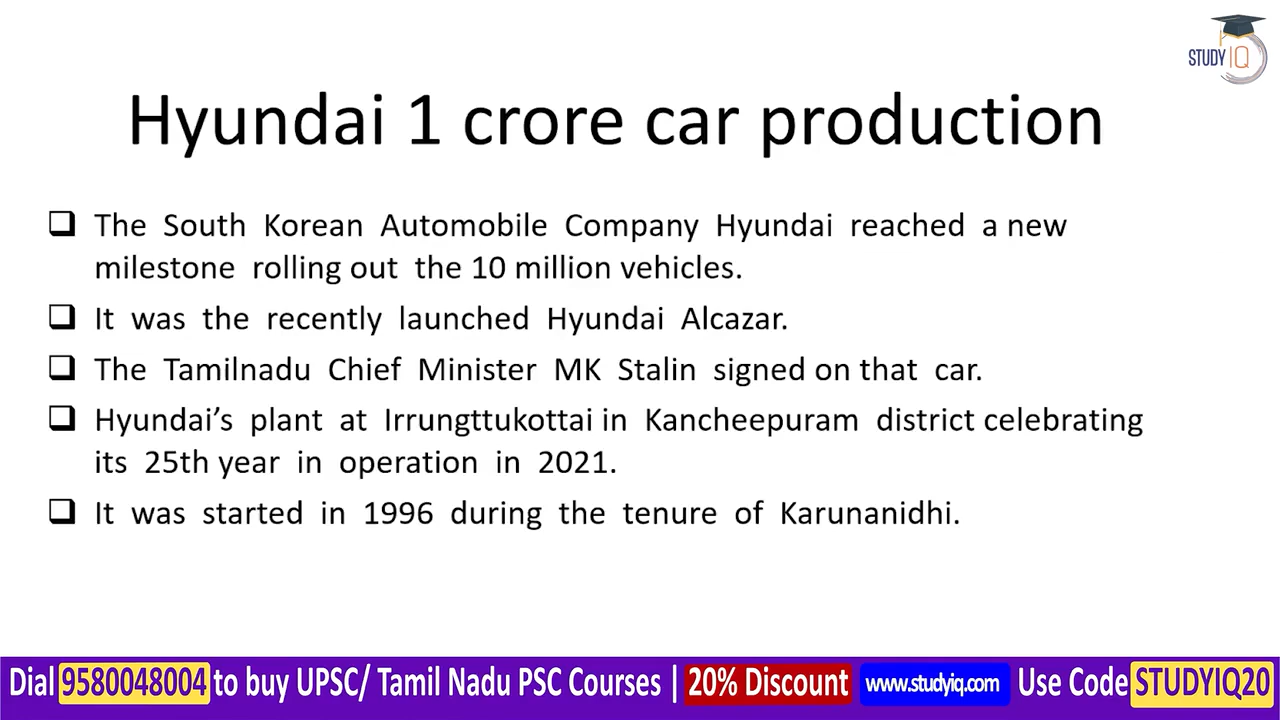 STUDY IQ
Hyundai 1 crore car production
The South Korean Automobile Company Hyundai reached a new
milestone rolling out the 10 million vehicles.
It was the recently launched Hyundai Alcazar.
The Tamilnadu Chief Minister MK Stalin signed on that car.
Hyundai’s plant at Irrungttukottai in Kancheepuram district celebrating
its 25th year in operation in 2021.
It was started in 1996 during the tenure of Karunanidhi.
Dial 9580048004 to buy UPSC/ Tamil Nadu PSC Courses | 20% Discount www.studyiq.com Use Code STUDYIQ20